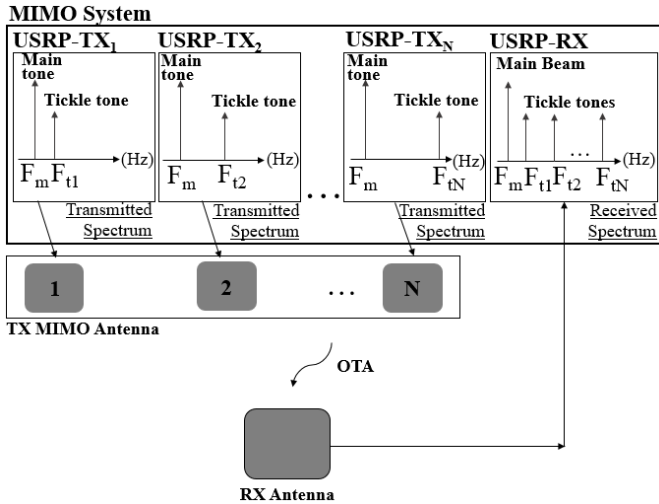 MIMO System
USRP-TX1
Main
tone
Tickle tone
(Hz)
Fm Ft1
Transmitted
Spectrum
USRP-TX2
Main
tone
Tickle tone
(Hz)
Fm Ft2
Transmitted
Spectrum
...
USRP-TXN
Main
tone
Tickle tone
(Hz)
Fm FtN
Transmitted
Spectrum
USRP-RX
Main Beam
Tickle tones
...
(Hz)
Fm Ft1 Ft2 FtN
Received
Spectrum
1 2 ... N
TX MIMO Antenna
OTA
RX Antenna